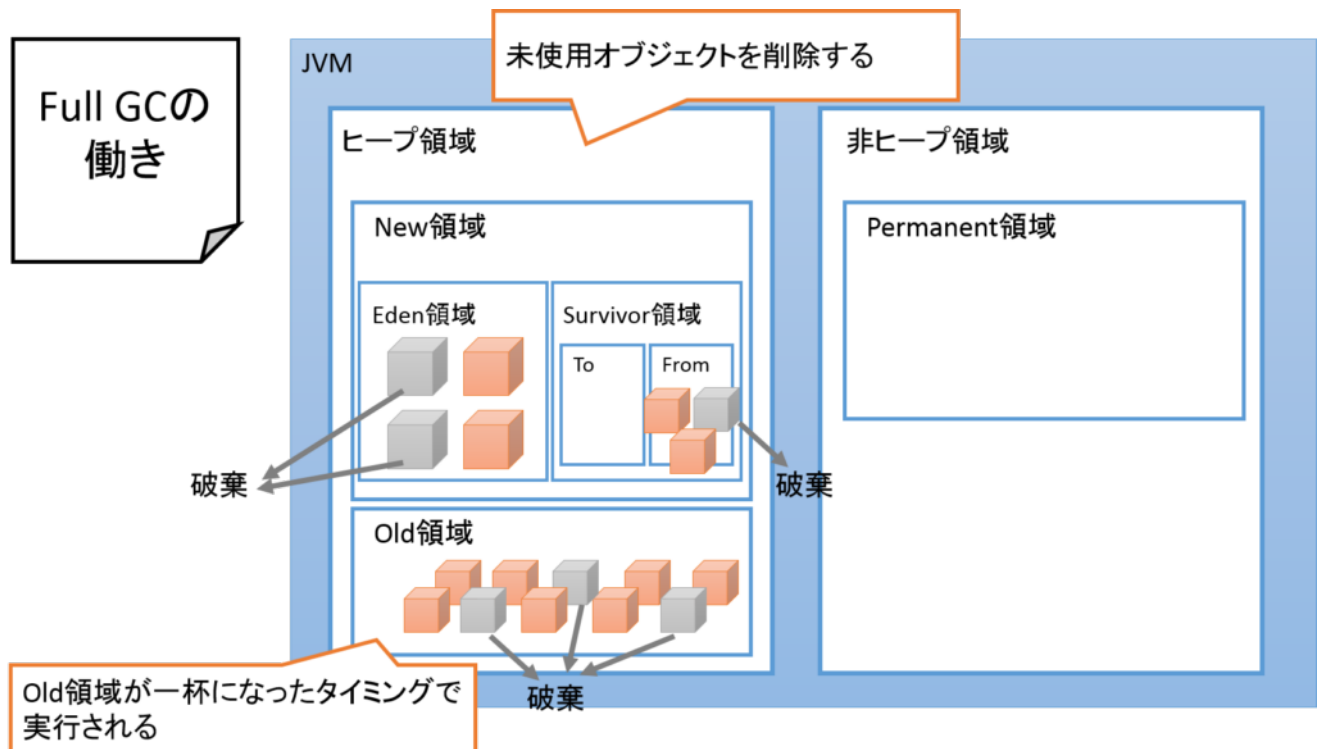 Full GCの
働き
JVM
未使用オブジェクトを削除する
ヒープ領域
非ヒープ領域
New領域
Permanent領域
Eden領域
Survivor領域
To
From
破棄
破棄
Old領域
破棄
Old領域が一杯になったタイミングで
実行される